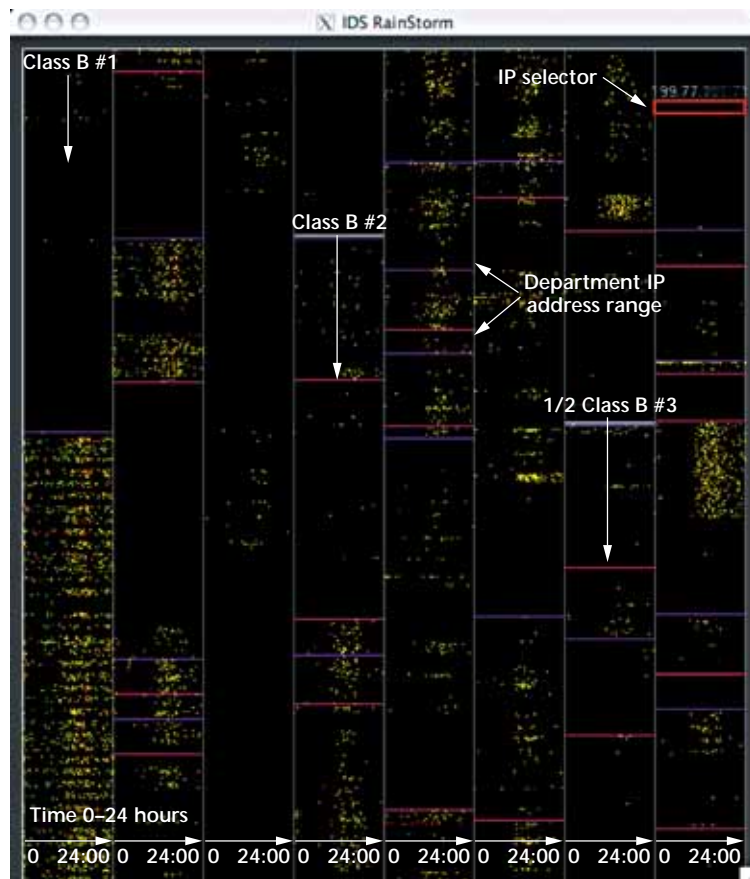 IDS RainStorm
Class B #1
IP selector
Class B #2
Department IP
address range
1/2 Class B #3
Time 0–24 hours
0 24:00 0 24:00 0 24:00 0 24:00 0 24:00 0 24:00 0 24:00 0 24:00